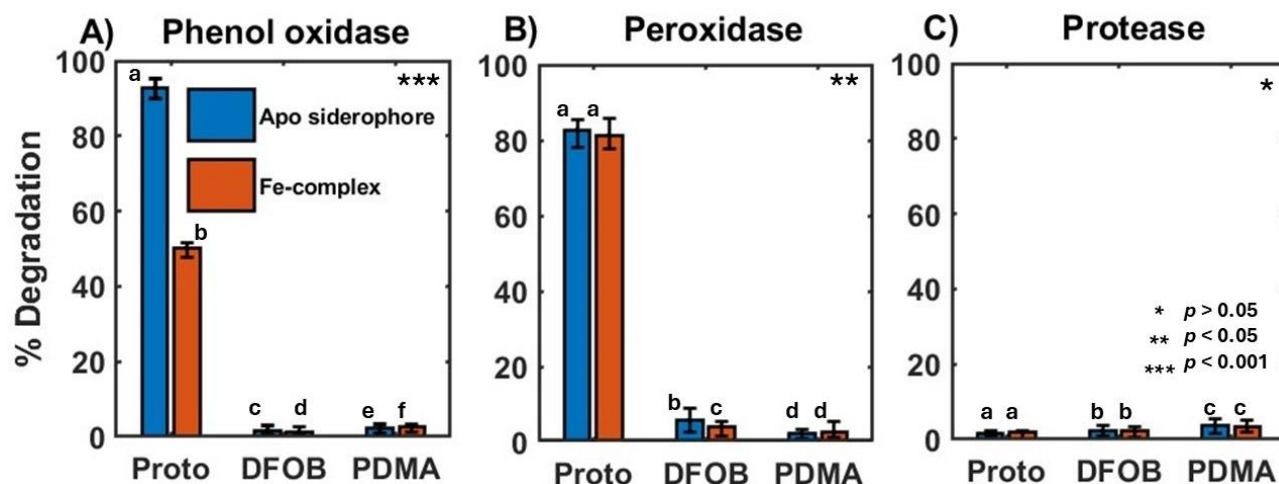 A) Phenol oxidase
% Degradation
100
80
60
40
20
0
***
a
b
c
d
e
f
Apo siderophore
Fe-complex
Proto DFOB PDMA
B) Peroxidase
100
80
60
40
20
0
**
a a
b
c
d d
Proto DFOB PDMA
C) Protease
100
80
60
40
20
0
*
* p > 0.05
** p < 0.05
*** p < 0.001
a a
b b
c c
Proto DFOB PDMA